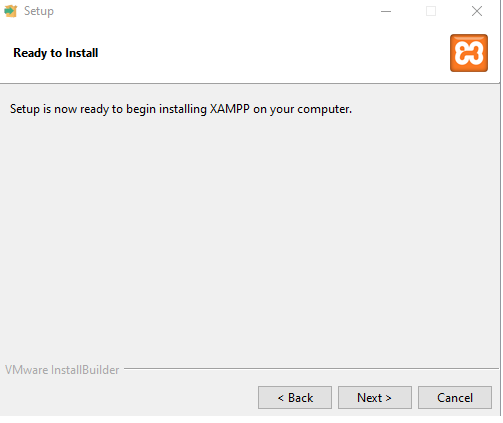 Setup
Ready to Install
Setup is now ready to begin installing XAMPP on your computer.
VMware InstallBuilder
< Back
Next >
Cancel